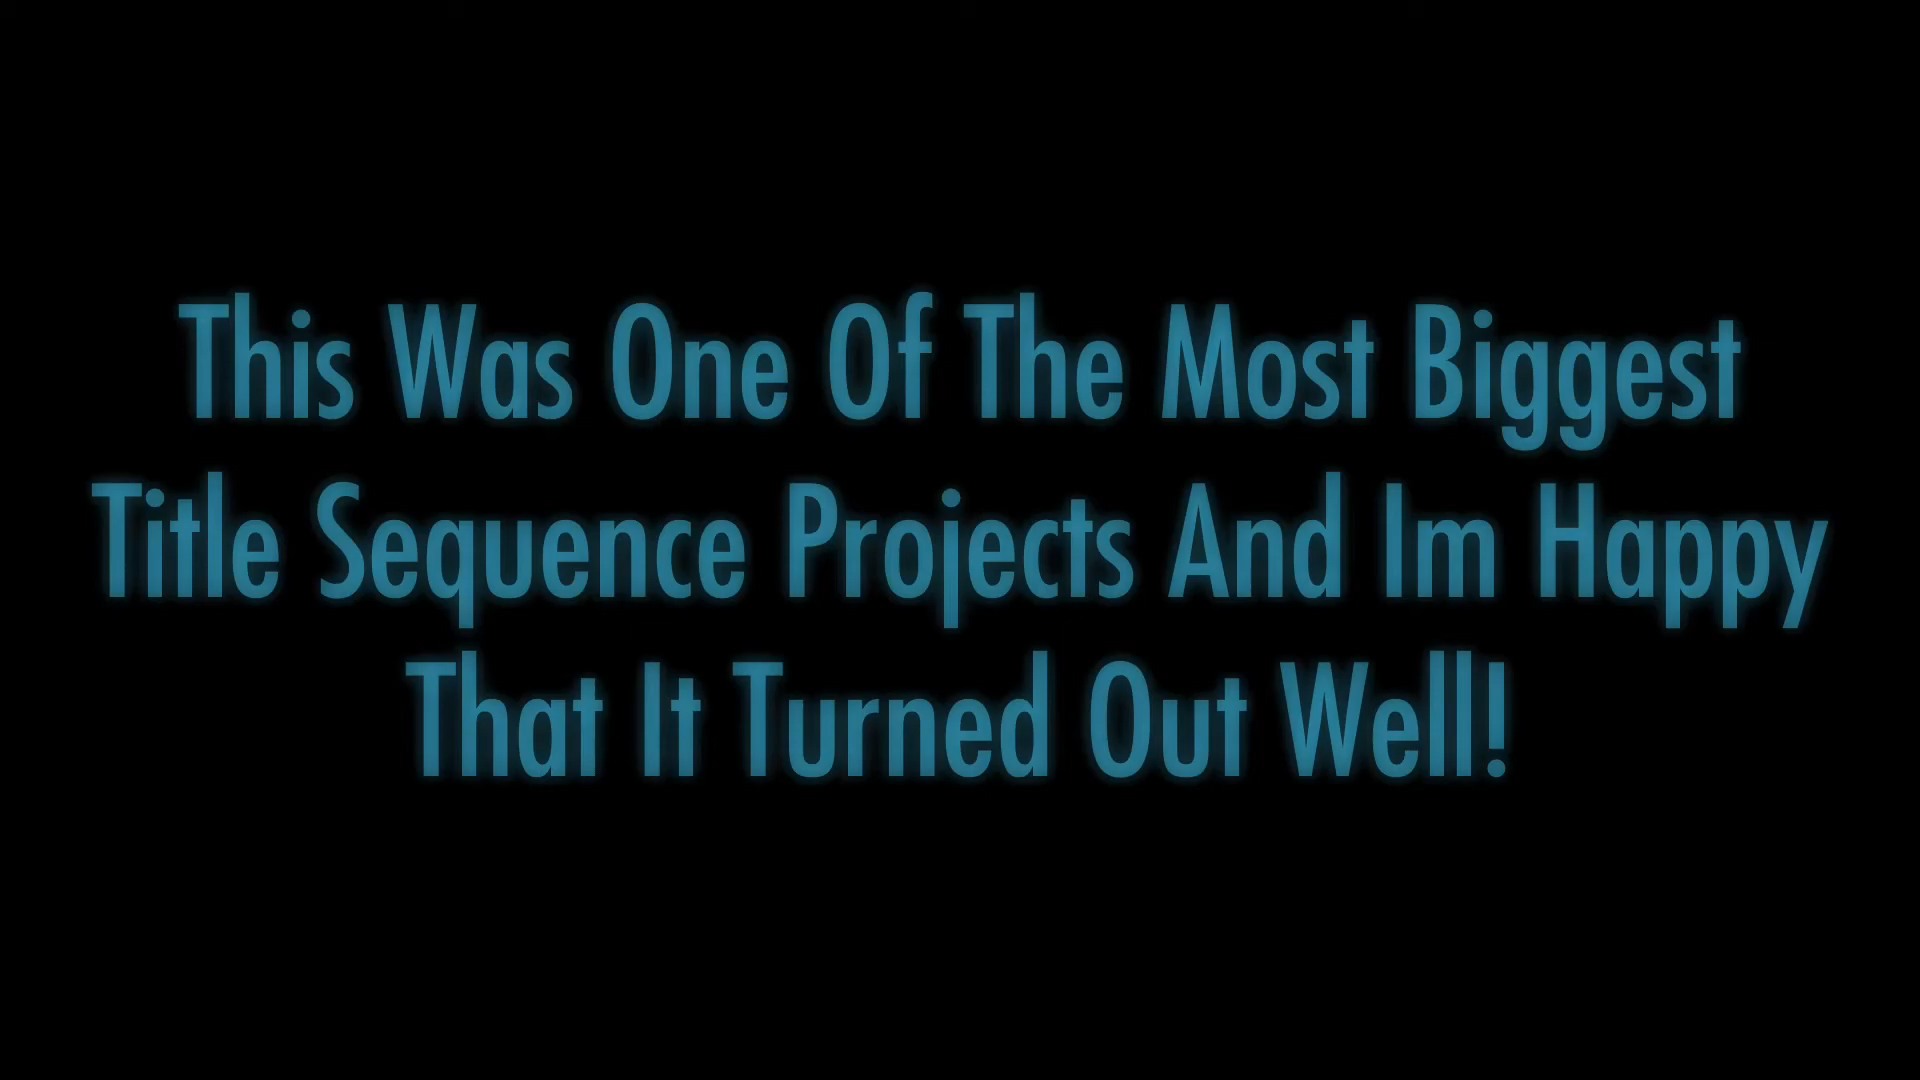 This Was One Of The Most Biggest
Title Sequence Projects And Im Happy
That It Turned Out Well!